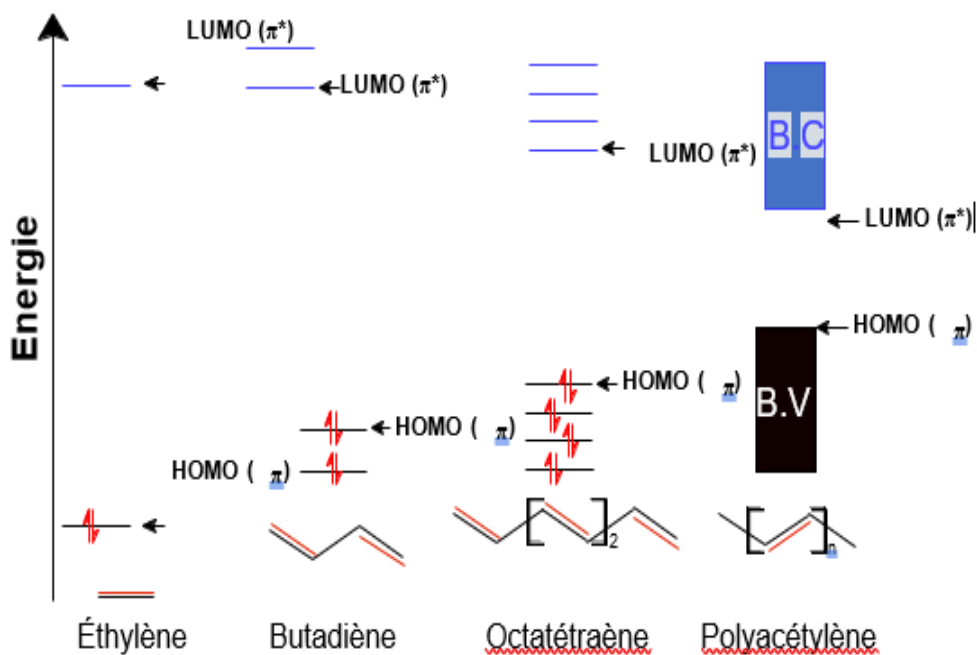 LUMO (π*)
LUMO (π*)
LUMO (π*)
B.C
LUMO (π*)
Energie
HOMO ( π)
HOMO ( π)
HOMO ( π)
HOMO ( π)
B.V
2
n
Éthylène
Butadiène
Octatétraène
Polyacétylène